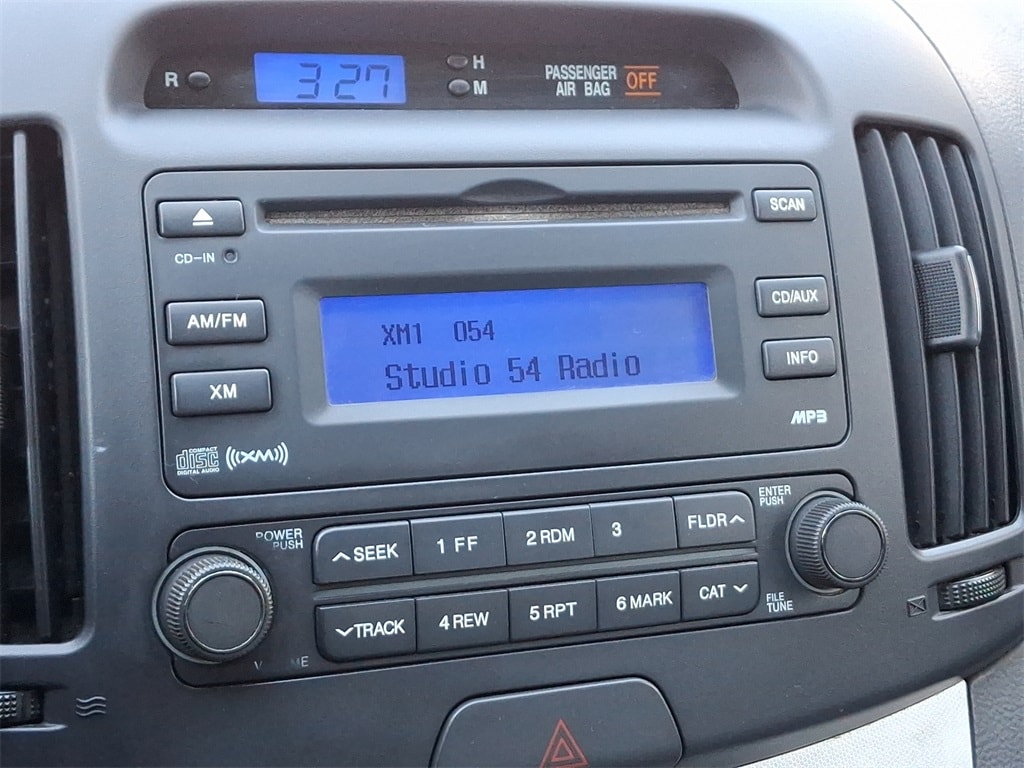 R 3 27 H
M
PASSENGER
AIR BAG OFF
SCAN
CD-IN
AM/FM
CD/AUX
XM1 054
Studio 54 Radio
INFO
XM
MP3
COMPACT
disc
DIGITAL AUDIO
((XM))
POWER
PUSH
SEEK 1 FF 2 RDM 3 FLDR
ENTER
PUSH
TRACK 4 REW 5 RPT 6 MARK CAT
FILE
TUNE